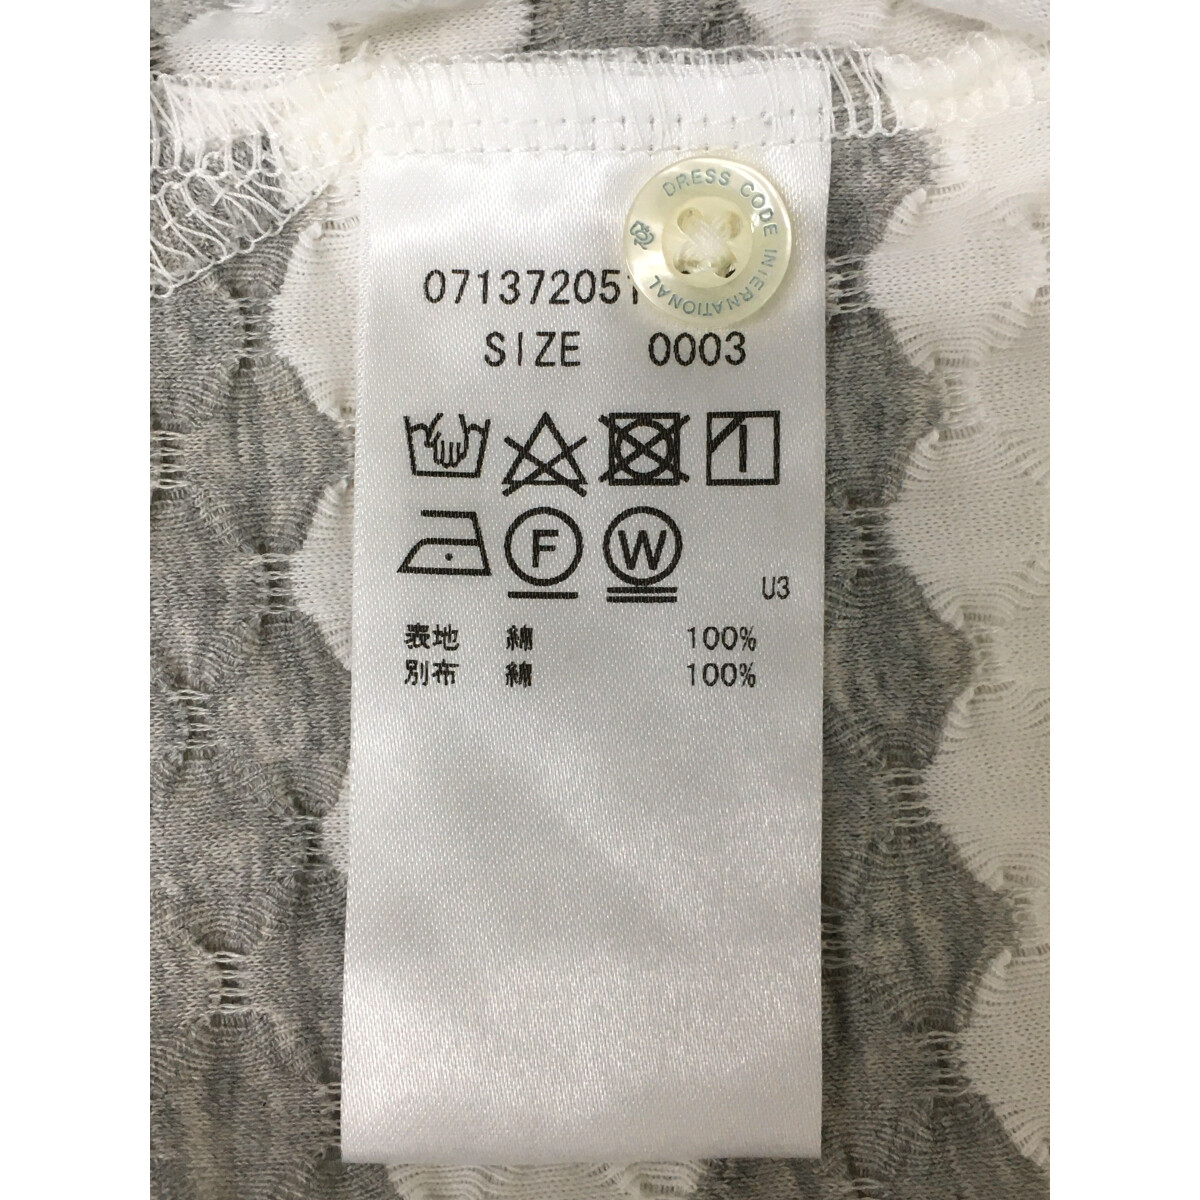 DRESS CODE INTERNATIONAL
071372051
SIZE 0003
F W
U3
表地 綿 100%
別布 綿 100%